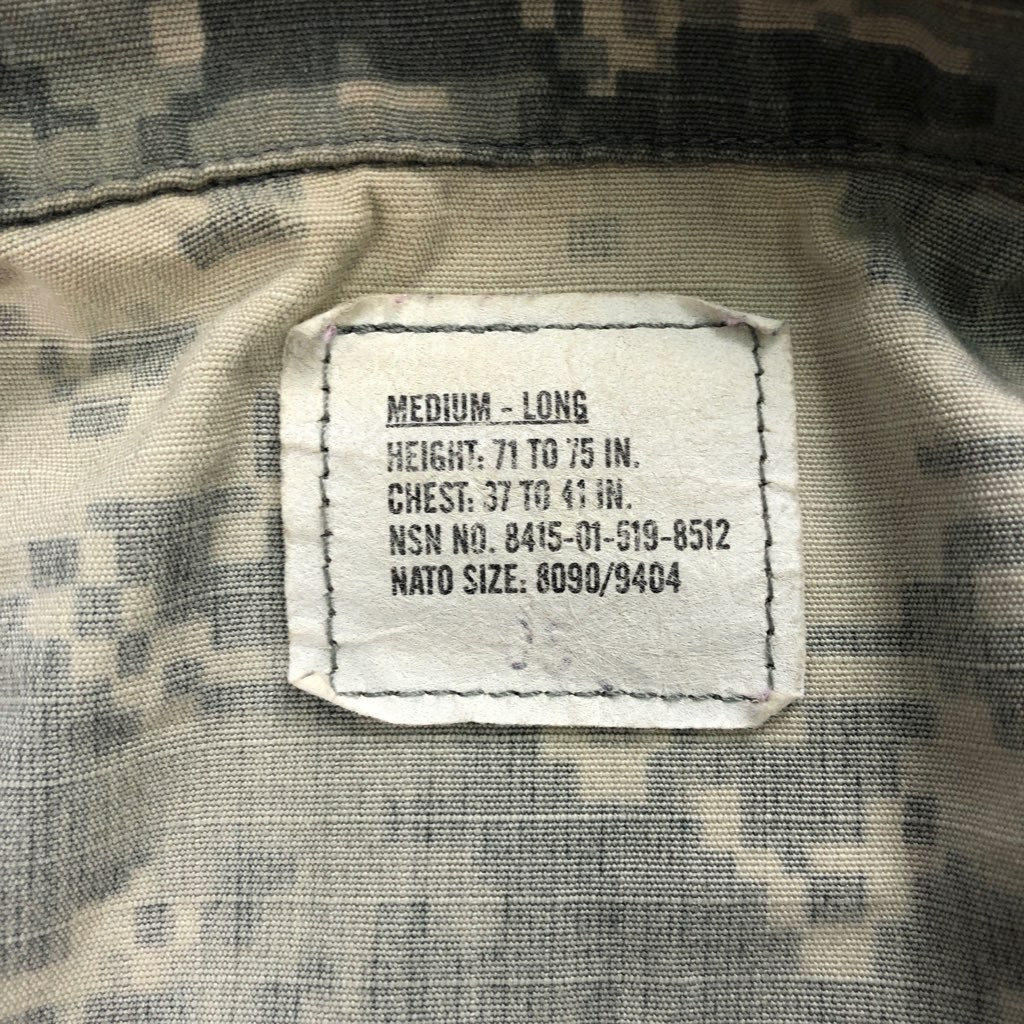 MEDIUM - LONG
HEIGHT: 71 TO 75 IN.
CHEST: 37 TO 41 IN.
NSN NO. 8415-01-519-8512
NATO SIZE: 8090/9404